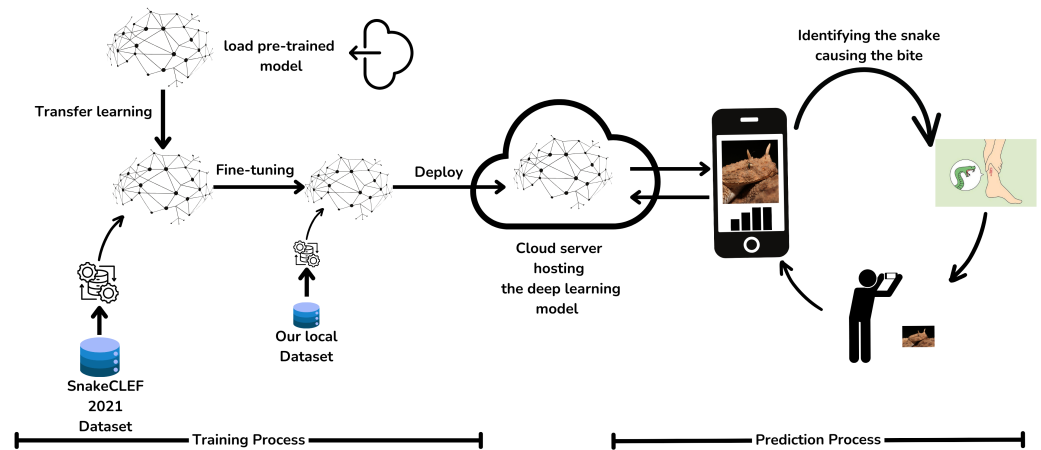 load pre-trained
model
Transfer learning
Fine-tuning
Deploy
SnakeCLEF
2021
Dataset
Our local
Dataset
Cloud server
hosting
the deep learning
model
Identifying the snake
causing the bite
Training Process
Prediction Process